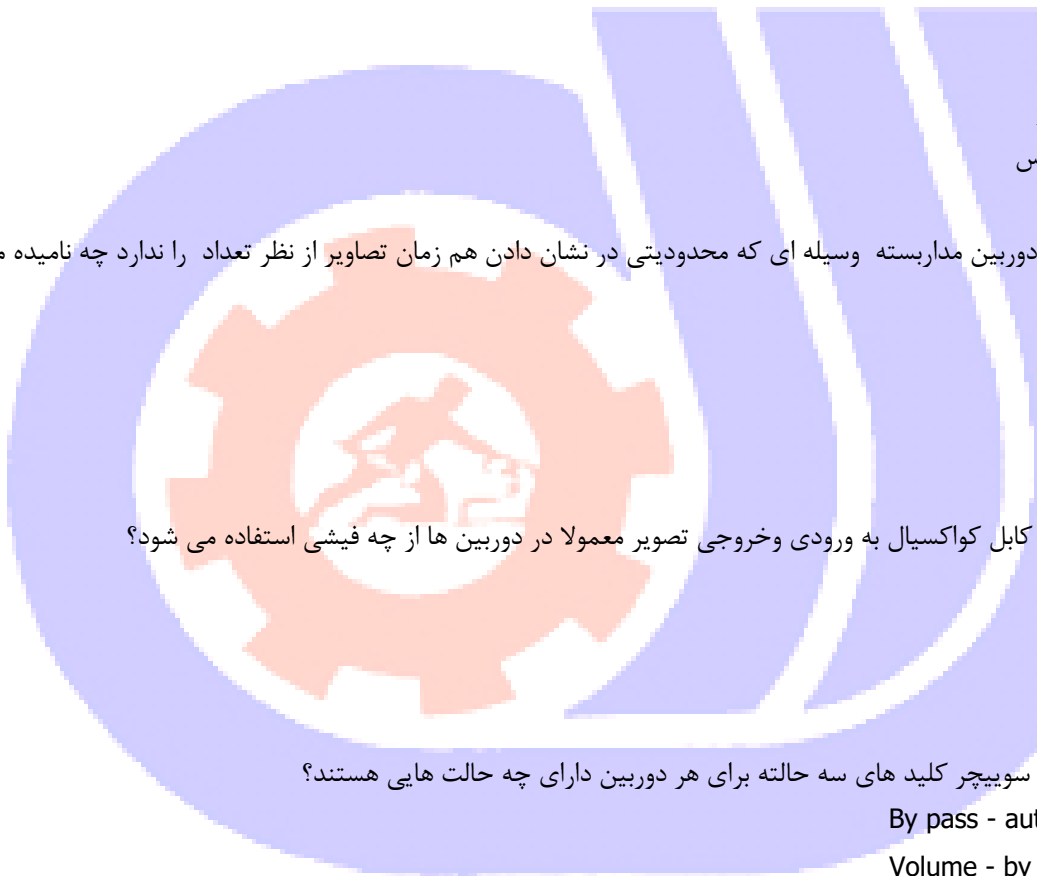 دوربین مداربسته وسیله ای که محدودیتی در نشان دادن هم زمان تصاویر از نظر تعداد را ندارد چه نامیده
کابل کواکسیال به ورودی وخروجی تصویر معمولا در دوربین ها از چه فیشی استفاده می شود؟
سوییچر کلید های سه حالته برای هر دوربین دارای چه حالت هایی هستند؟
By pass - aut
Volume - by